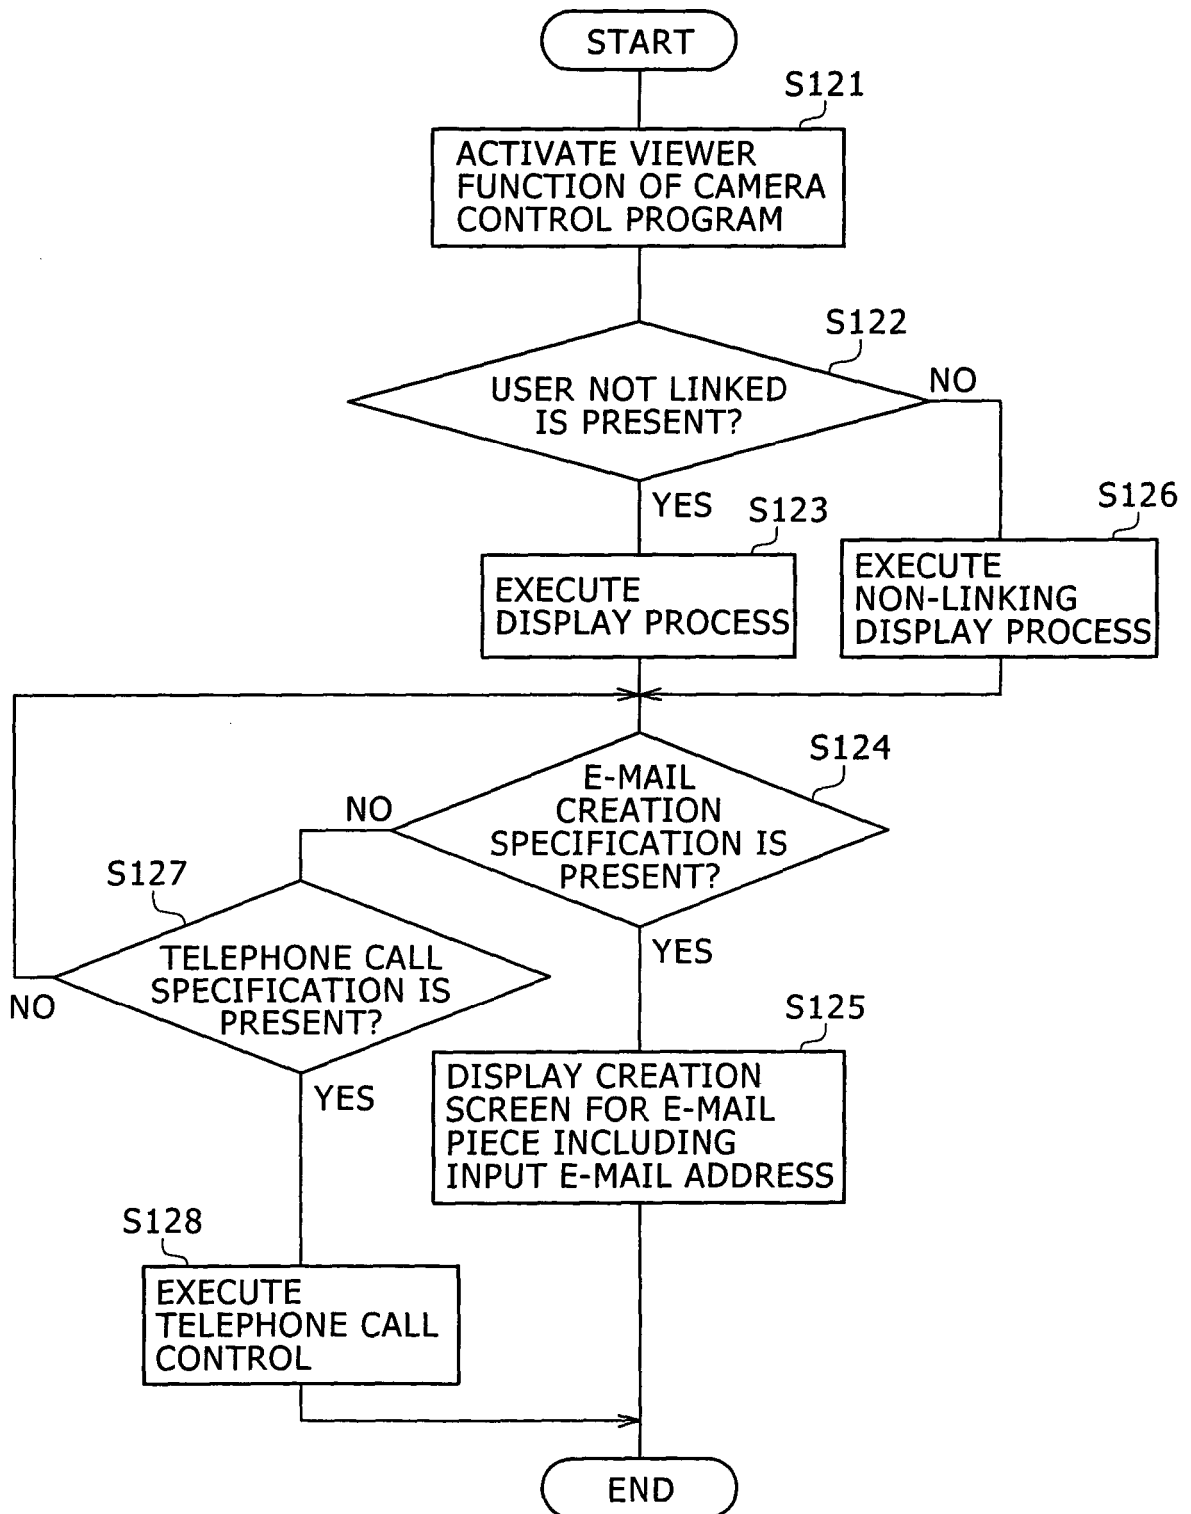 START
S121
ACTIVATE VIEWER
FUNCTION OF CAMERA
CONTROL PROGRAM
S122
USER NOT LINKED
IS PRESENT?
NO
YES
S123
EXECUTE
DISPLAY PROCESS
S126
EXECUTE
NON-LINKING
DISPLAY PROCESS
S124
E-MAIL
CREATION
SPECIFICATION IS
PRESENT?
NO
YES
S127
TELEPHONE CALL
SPECIFICATION IS
PRESENT?
NO
YES
S125
DISPLAY CREATION
SCREEN FOR E-MAIL
PIECE INCLUDING
INPUT E-MAIL ADDRESS
S128
EXECUTE
TELEPHONE CALL
CONTROL
END